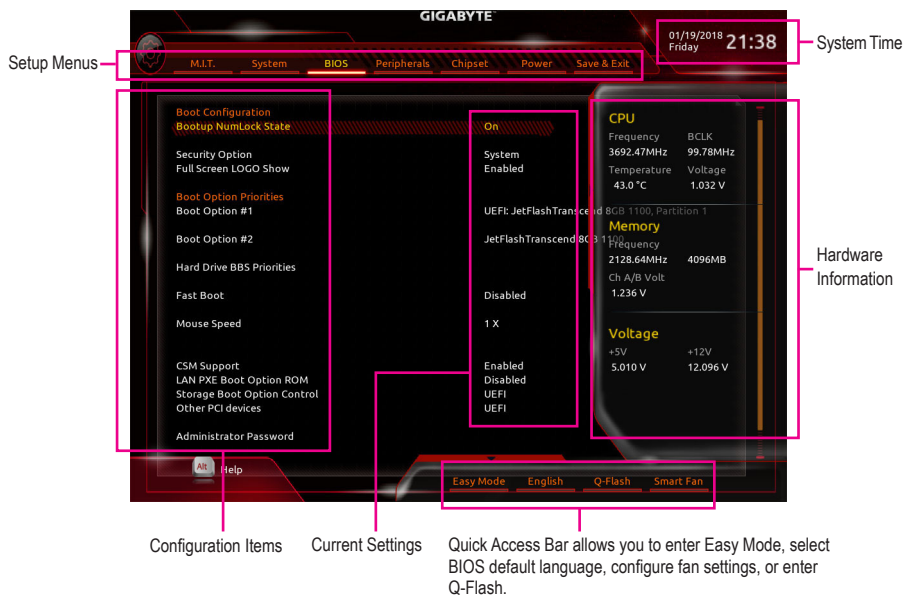 GIGABYTE
01/19/2018
Friday
21:38
System Time
Setup Menus
M.I.T. System BIOS Peripherals Chipset Power Save & Exit
Boot Configuration
Bootup NumLock State On
Security Option System
Full Screen LOGO Show Enabled
Boot Option Priorities
Boot Option #1 UEFI: JetFlashTranscend 8GB 1100, Partition 1
Boot Option #2 JetFlashTranscend 8GB 1100
Hard Drive BBS Priorities
Fast Boot Disabled
Mouse Speed 1 X
CSM Support Enabled
LAN PXE Boot Option ROM Disabled
Storage Boot Option Control UEFI
Other PCI devices UEFI
Administrator Password
CPU
Frequency BCLK
3692.47MHz 99.78MHz
Temperature Voltage
43.0 °C 1.032 V
Memory
Frequency
2128.64MHz 4096MB
Ch A/B Volt
1.236 V
Voltage
+5V +12V
5.010 V 12.096 V
Hardware
Information
Alt Help
Easy Mode English Q-Flash Smart Fan
Configuration Items
Current Settings
Quick Access Bar allows you to enter Easy Mode, select
BIOS default language, configure fan settings, or enter
Q-Flash.